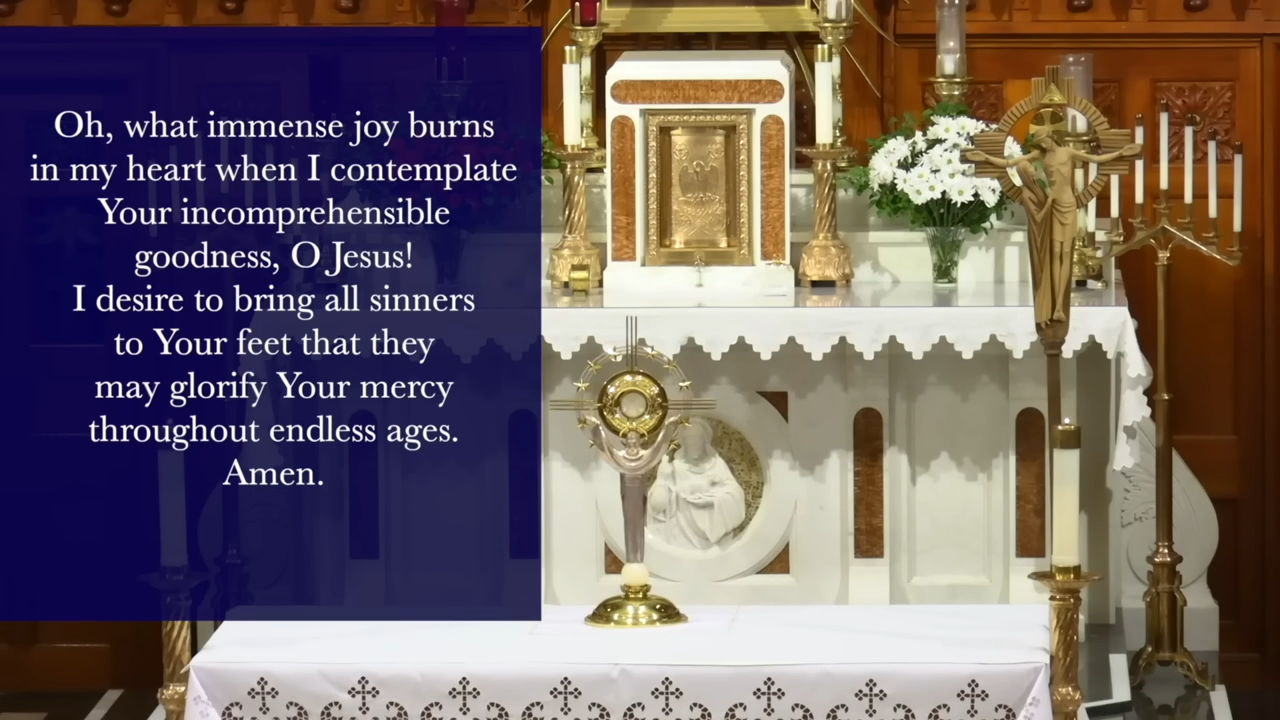 Oh, what immense joy burns
in my heart when I contemplate
Your incomprehensible
goodness, O Jesus!
I desire to bring all sinners
to Your feet that they
may glorify Your mercy
throughout endless ages.
Amen.